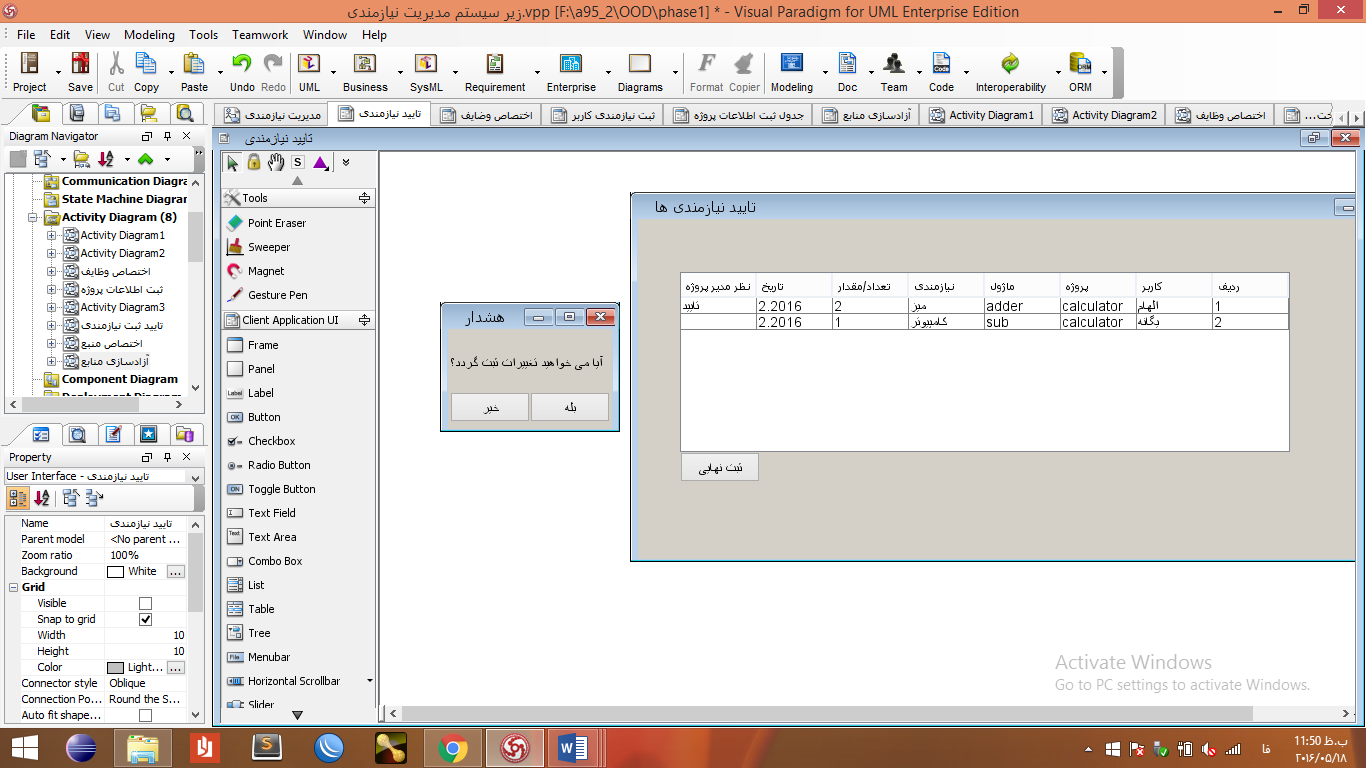 زیر سیستم مدیریت نیازمندی.vpp [F:\a95_2\OOD\phase1] * - Visual Paradigm for UML Enterprise Edition
File Edit View Modeling Tools Teamwork Window Help
Project Save Cut Copy Paste Undo Redo UML Business SysML Requirement Enterprise Diagrams Format Copier Modeling Doc Team Code Interoperability ORM
مدیریت نیازمندی
تایید نیازمندی
اختصاص وضایف
ثبت نیازمندی کاربر
جدول ثبت اطلاعات پروژه
آزادسازی منابع
Activity Diagram1
Activity Diagram2
اختصاص وظایف
Diagram Navigator
Communication Diagra
State Machine Diagrar
Activity Diagram (8)
Activity Diagram1
Activity Diagram2
اختصاص وظایف
ثبت اطلاعات پروژه
Activity Diagram3
تایید ثبت نیازمندی
اختصاص منبع
آزادسازی منابع
Component Diagram
Property
User Interface - تایید نیازمندی
Name تایید نیازمندی
Parent model <No parent ...
Zoom ratio 100%
Background White ...
Grid
Visible
Snap to grid
Width 10
Height 10
Color Light... ...
Connector style Oblique
Connection Po... Round the S...
Auto fit shape...
تایید نیازمندی
S
Tools
Point Eraser
Sweeper
Magnet
Gesture Pen
Client Application UI
Frame
Panel
Label Label
OK Button
Checkbox
Radio Button
ON Toggle Button
Text Field
Text Text Area
Combo Box
List
Table
Tree
File Menubar
Horizontal Scrollbar
Slider
هشدار
آیا می خواهید تغییرات ثبت گردد؟
بله
خیر
تایید نیازمندی ها
ردیف کاربر پروژه ماژول نیازمندی تعداد/مقدار تاریخ نظر مدیر پروژه
1 الهام calculator adder میز 2 2.2016 تایید
2 یگانه calculator sub کامپیوتر 1 2.2016
ثبت نهایی
Activate Windows
Go to PC settings to activate Windows.
فا
11:50 ب.ظ
۲۰۱۶/۰۵/۱۸